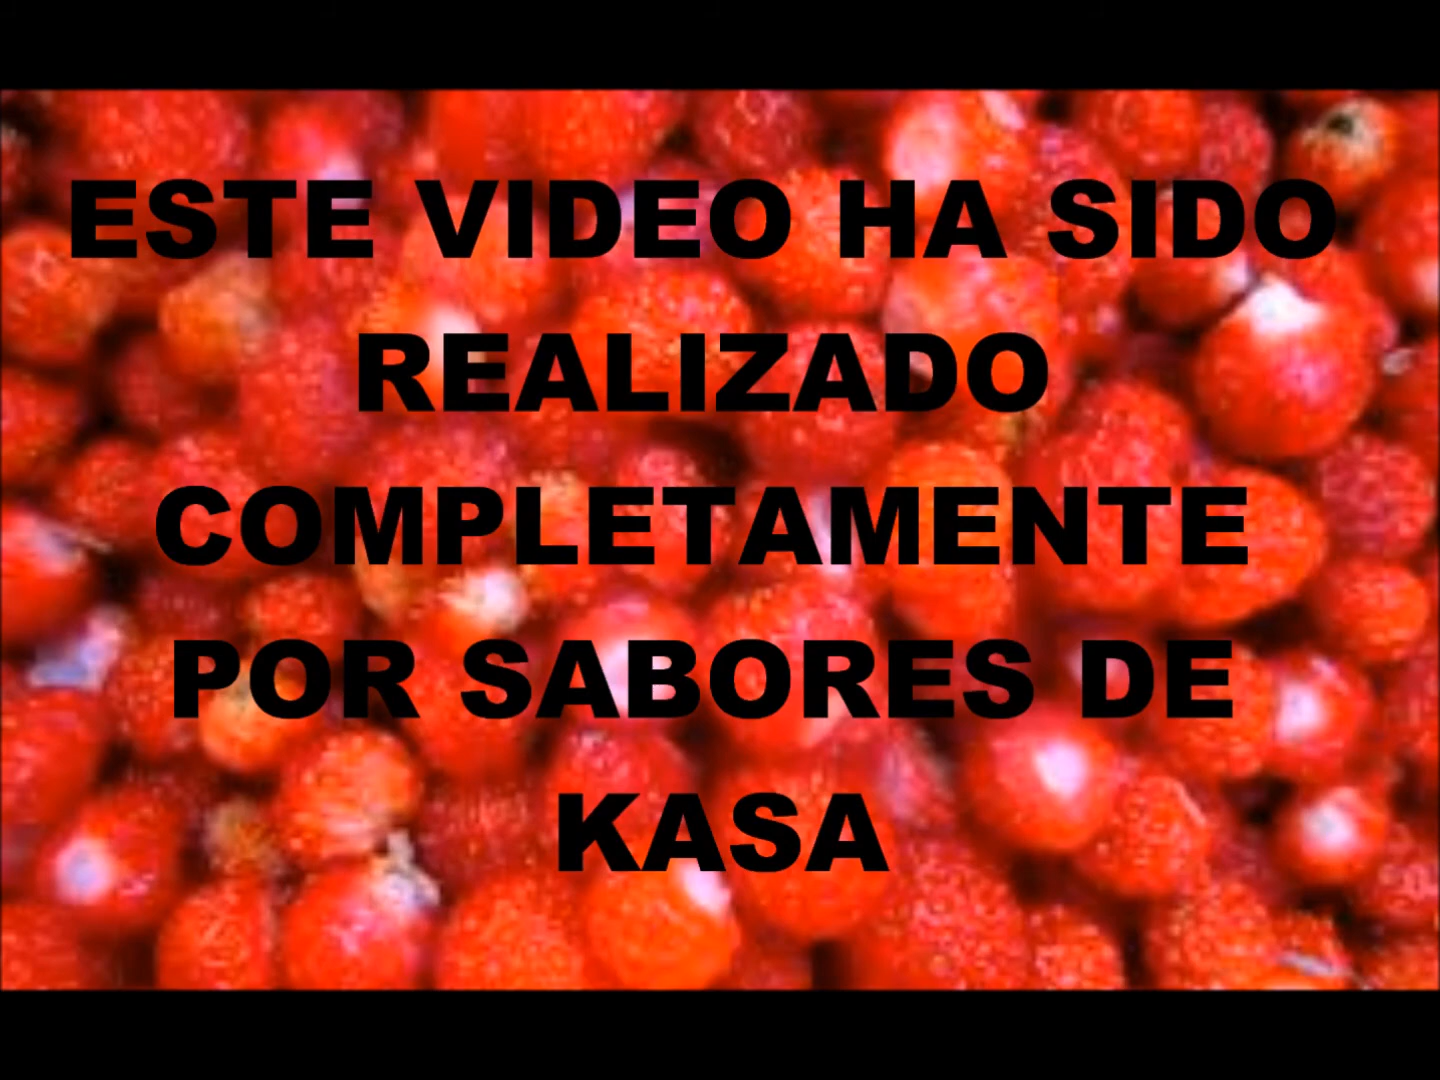 ESTE VIDEO HA SIDO
REALIZADO
COMPLETAMENTE
POR SABORES DE
KASA